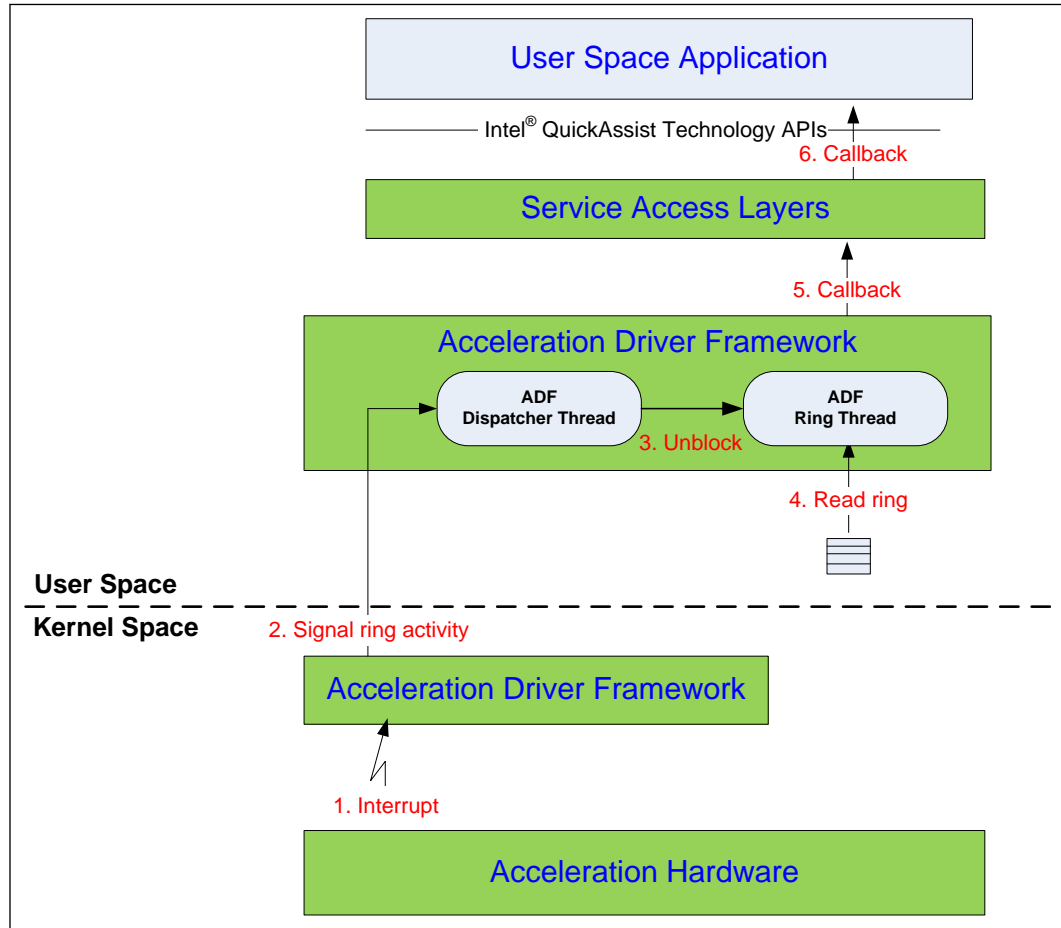 User Space Application
Intel® QuickAssist Technology APIs
6. Callback
Service Access Layers
5. Callback
Acceleration Driver Framework
ADF
Dispatcher Thread
ADF
Ring Thread
3. Unblock
4. Read ring
User Space
Kernel Space
2. Signal ring activity
Acceleration Driver Framework
1. Interrupt
Acceleration Hardware